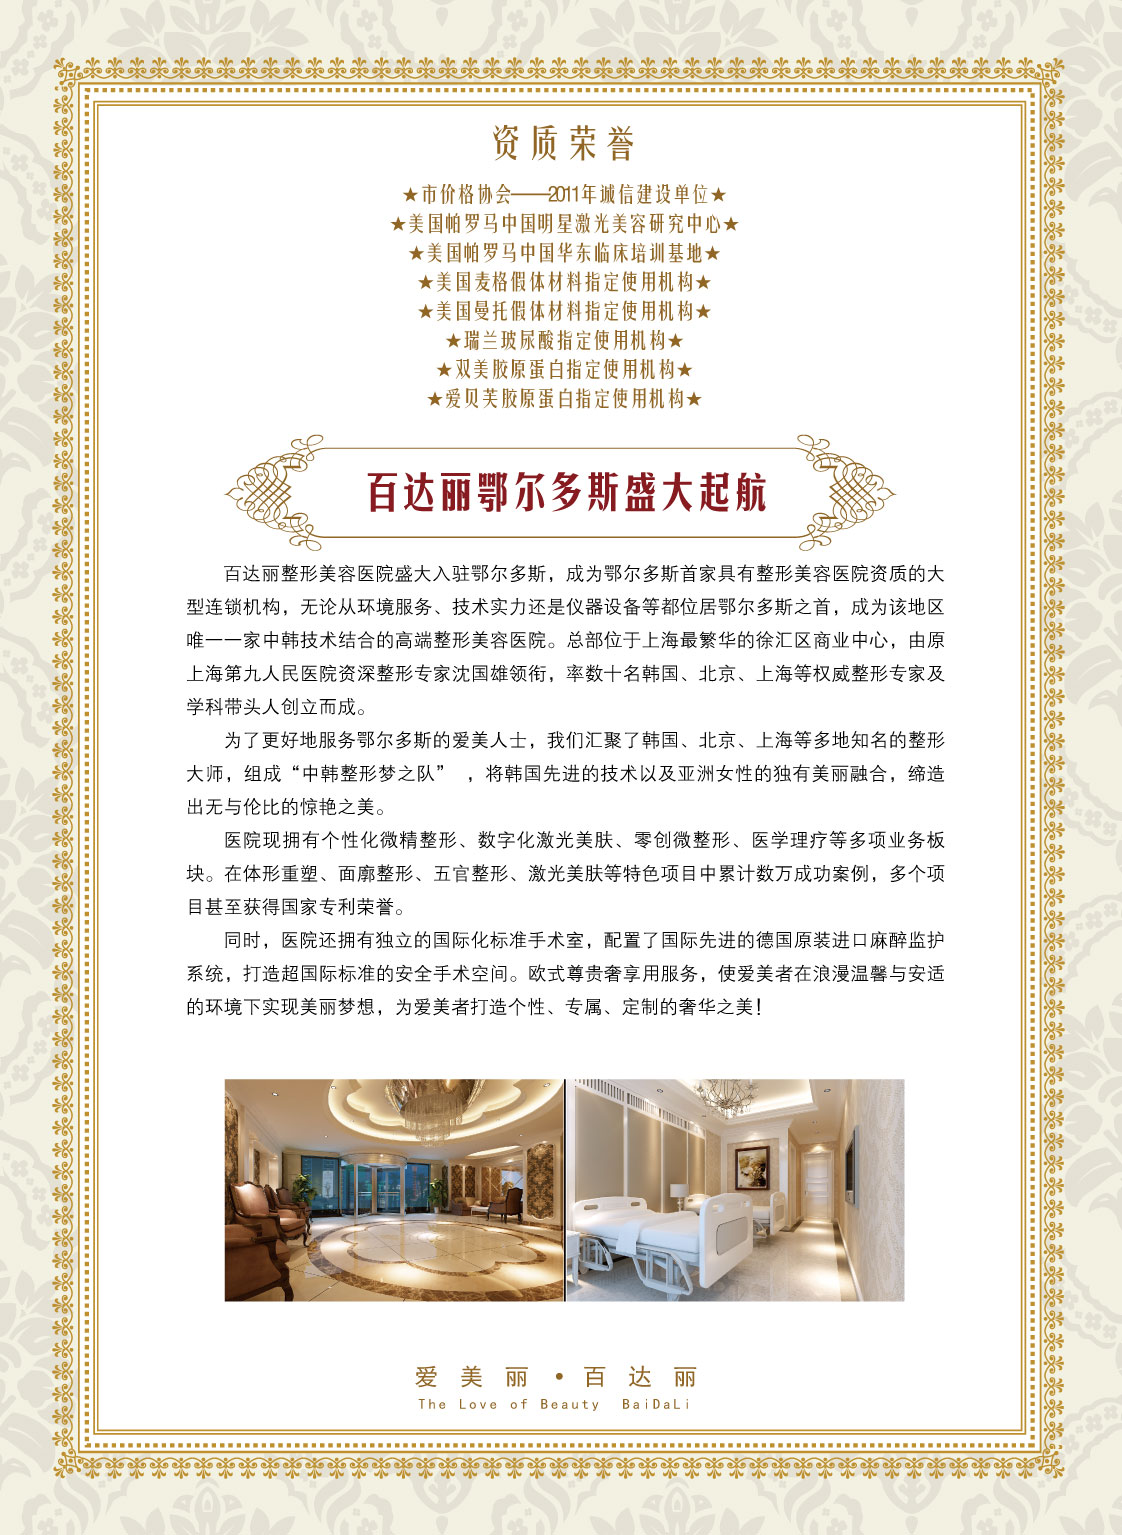 资质荣誉
★市价格协会——2011年诚信建设单位★
★美国帕罗马中国明星激光美容研究中心★
★美国帕罗马中国华东临床培训基地★
★美国麦格假体材料指定使用机构★
★美国曼托假体材料指定使用机构★
★瑞兰玻尿酸指定使用机构★
★双美胶原蛋白指定使用机构★
★爱贝芙胶原蛋白指定使用机构★
百达丽鄂尔多斯盛大起航
百达丽整形美容医院盛大入驻鄂尔多斯，成为鄂尔多斯首家具有整形美容医院资质的大
型连锁机构，无论从环境服务、技术实力还是仪器设备等都位居鄂尔多斯之首，成为该地区
唯一一家中韩技术结合的高端整形美容医院。总部位于上海最繁华的徐汇区商业中心，由原
上海第九人民医院资深整形专家沈国雄领衔，率数十名韩国、北京、上海等权威整形专家及
学科带头人创立而成。
为了更好地服务鄂尔多斯的爱美人士，我们汇聚了韩国、北京、上海等多地知名的整形
大师，组成“中韩整形梦之队” ，将韩国先进的技术以及亚洲女性的独有美丽融合，缔造
出无与伦比的惊艳之美。
医院现拥有个性化微精整形、数字化激光美肤、零创微整形、医学理疗等多项业务板
块。在体形重塑、面廓整形、五官整形、激光美肤等特色项目中累计数万成功案例，多个项
目甚至获得国家专利荣誉。
同时，医院还拥有独立的国际化标准手术室，配置了国际先进的德国原装进口麻醉监护
系统，打造超国际标准的安全手术空间。欧式尊贵奢享用服务，使爱美者在浪漫温馨与安适
的环境下实现美丽梦想，为爱美者打造个性、专属、定制的奢华之美！
爱美丽·百达丽
The Love of Beauty BaiDaLi